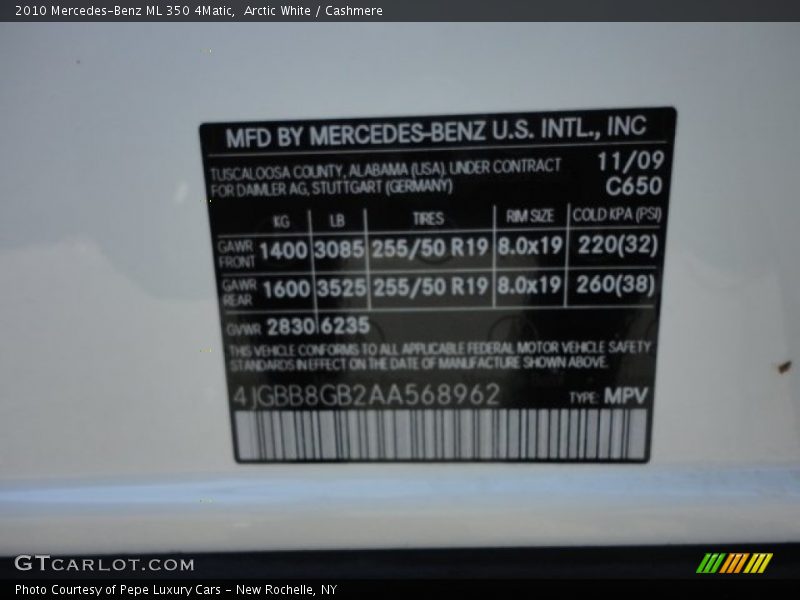 2010 Mercedes-Benz ML 350 4Matic,  Arctic White / Cashmere
MFD BY MERCEDES-BENZ U.S. INTL., INC
TUSCALOOSA COUNTY, ALABAMA (USA). UNDER CONTRACT 11/09
FOR DAIMLER AG, STUTTGART (GERMANY) C650
KG LB TIRES RIM SIZE COLD KPA (PSI)
GAWR FRONT 1400 3085 255/50 R19 8.0x19 220(32)
GAWR REAR 1600 3525 255/50 R19 8.0x19 260(38)
GVWR 2830 6235
THIS VEHICLE CONFORMS TO ALL APPLICABLE FEDERAL MOTOR VEHICLE SAFETY
STANDARDS IN EFFECT ON THE DATE OF MANUFACTURE SHOWN ABOVE.
4JGBB8GB2AA568962 TYPE: MPV
GTCARLOT.COM
Photo Courtesy of Pepe Luxury Cars - New Rochelle, NY